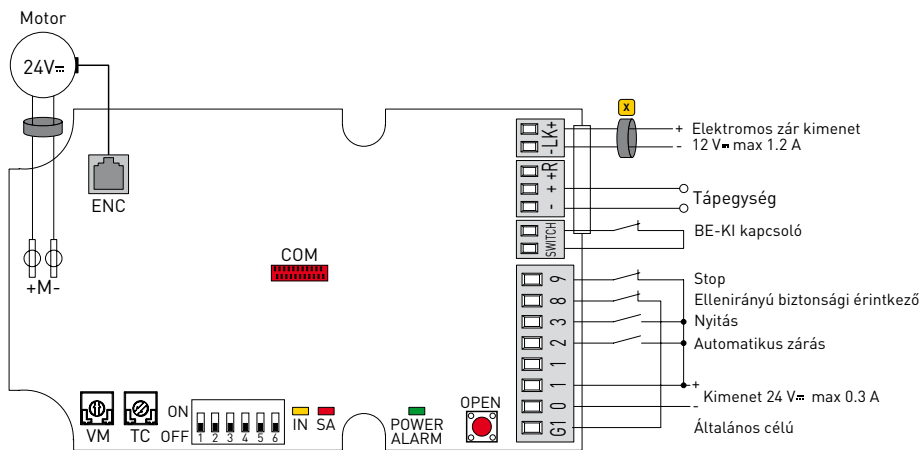 Motor
24V⎓
ENC
+M-
COM
VM
TC
ON
OFF
1 2 3 4 5 6
IN
SA
POWER
ALARM
OPEN
x
-LK+
- + +R
SWITCH
9
8
3
2
1
1
0
G1
+ Elektromos zár kimenet
- 12 V⎓ max 1.2 A
Tápegység
BE-KI kapcsoló
Stop
Ellenirányú biztonsági érintkező
Nyitás
Automatikus zárás
+
- Kimenet 24 V⎓ max 0.3 A
Általános célú